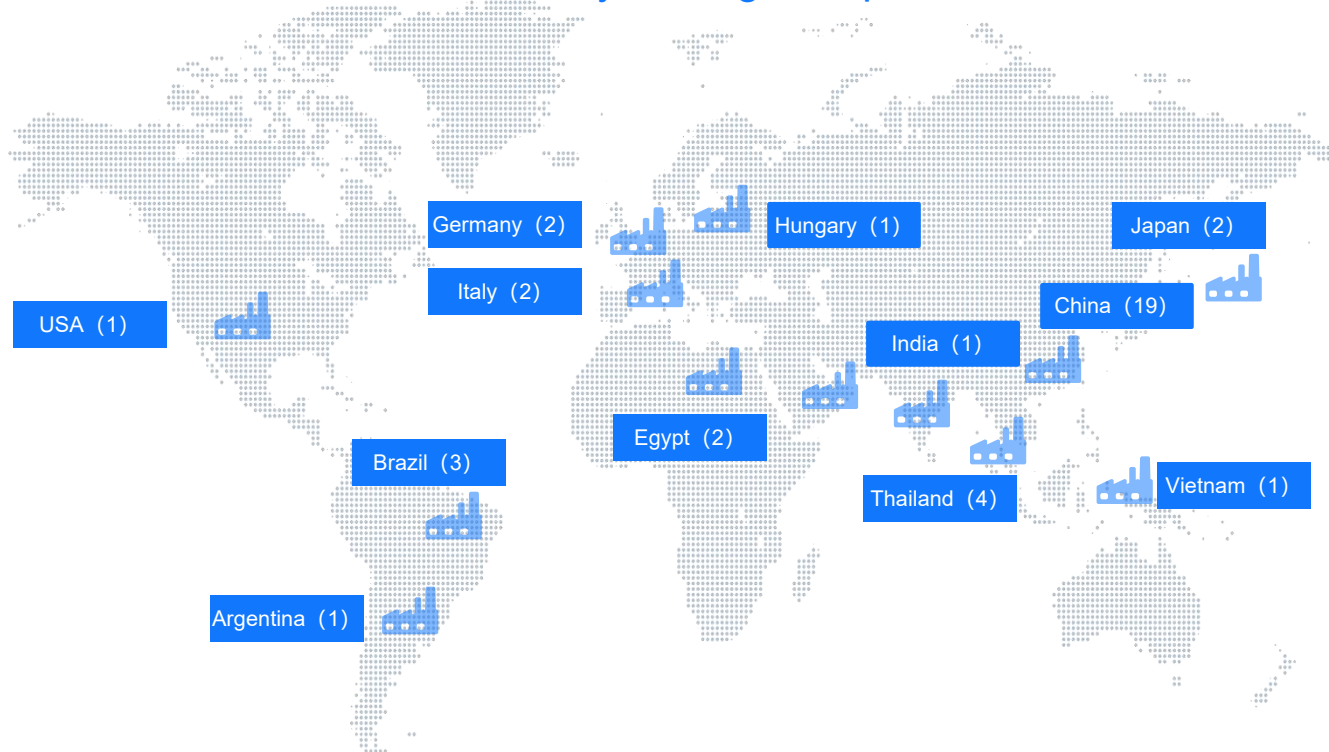 Germany (2)
Hungary (1)
Japan (2)
Italy (2)
China (19)
USA (1)
India (1)
Egypt (2)
Brazil (3)
Thailand (4)
Vietnam (1)
Argentina (1)